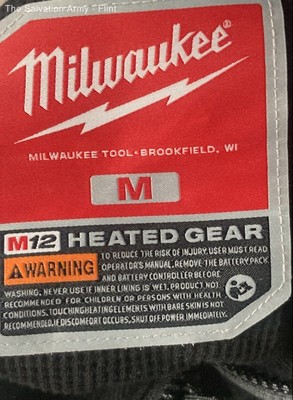 The Salvation Army - Flint
Milwaukee®
MILWAUKEE TOOL•BROOKFIELD, WI
M
M12 HEATED GEAR
WARNING TO REDUCE THE RISK OF INJURY, USER MUST READ
OPERATOR'S MANUAL. REMOVE THE BATTERY PACK
AND BATTERY CONTROLLER BEFORE
WASHING. NEVER USE IF INNER LINING IS WET. PRODUCT NOT
RECOMMENDED FOR CHILDREN OR PERSONS WITH HEALTH
CONDITIONS. TOUCHING HEATING ELEMENTS WITH BARE SKIN IS NOT
RECOMMENDED. IF DISCOMFORT OCCURS, SHUT OFF POWER IMMEDIATELY.